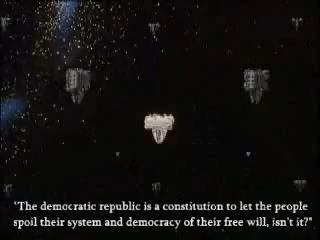 "The democratic republic is a constitution to let the people
spoil their system and democracy of their free will, isn't it?"